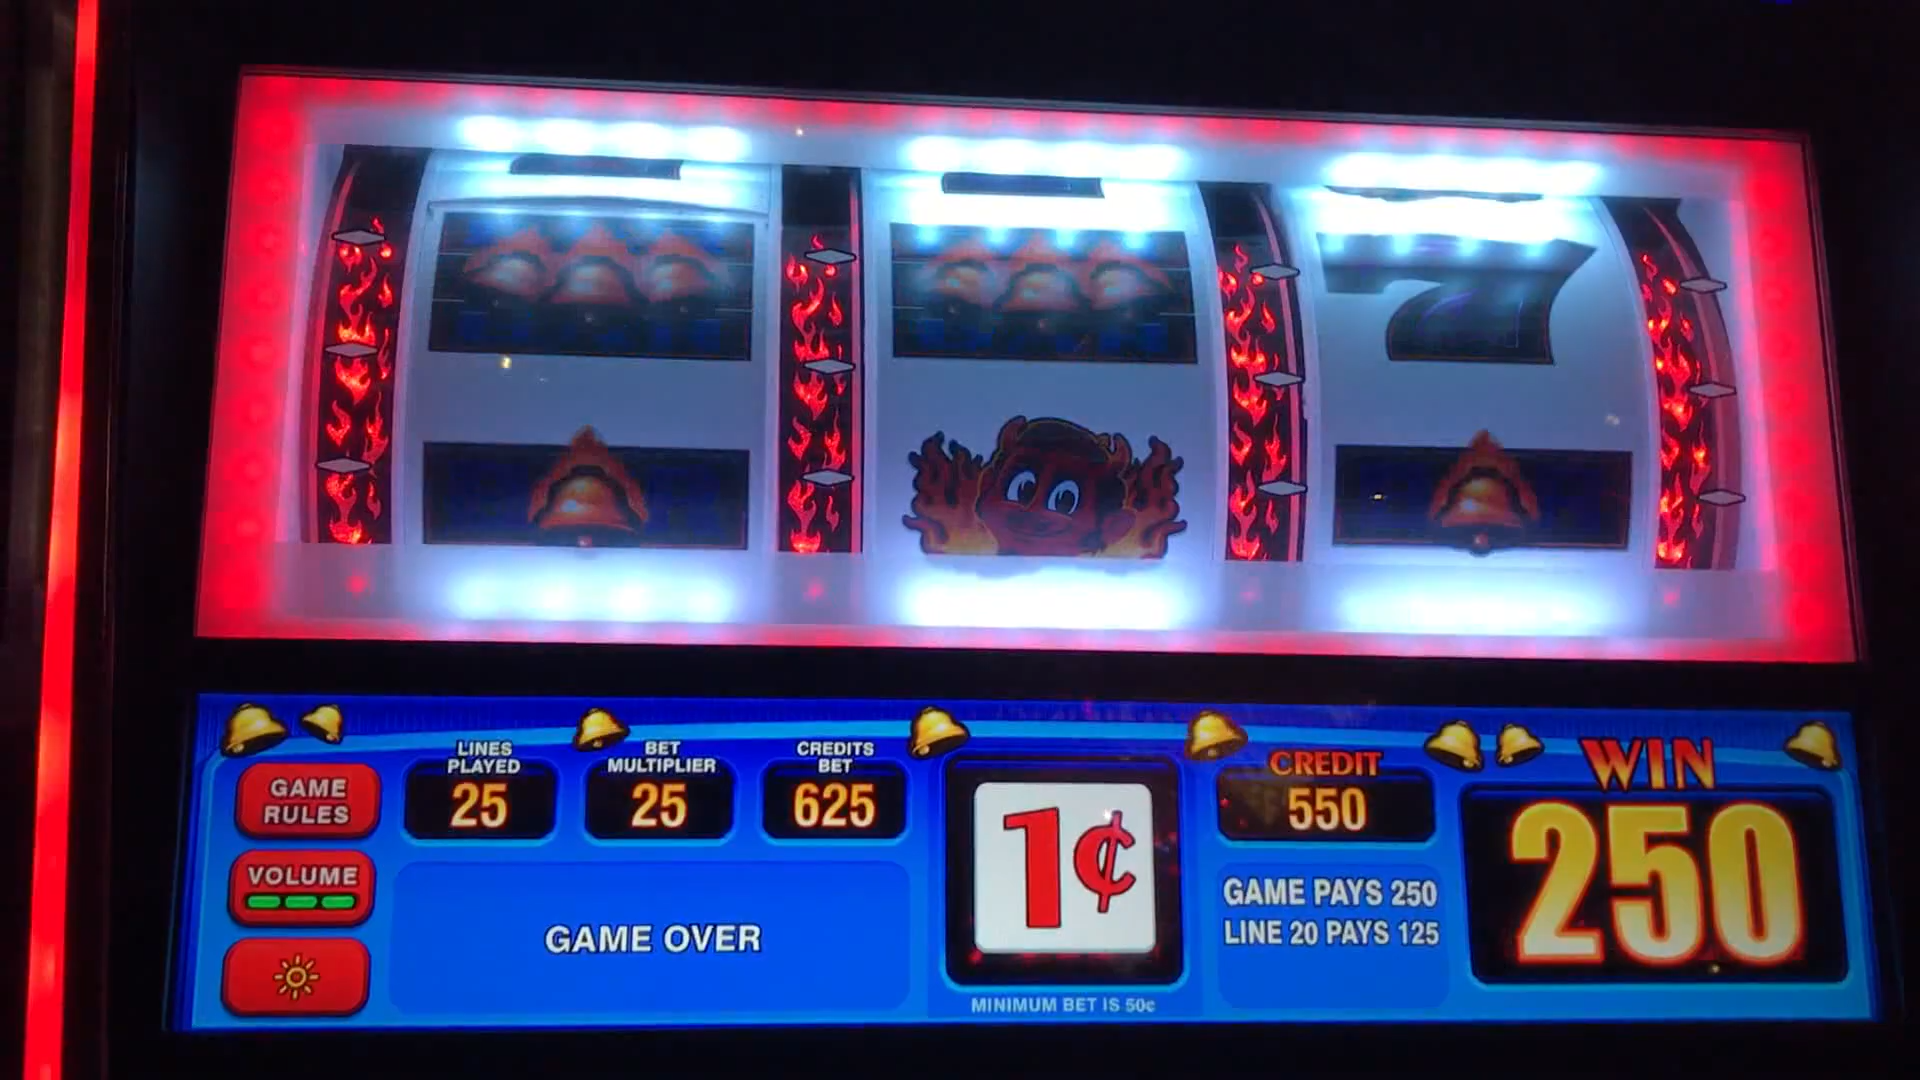 7
LINES
PLAYED
25
BET
MULTIPLIER
25
CREDITS
BET
625
1¢
MINIMUM BET IS 50¢
CREDIT
550
WIN
250
GAME
RULES
VOLUME
GAME OVER
GAME PAYS 250
LINE 20 PAYS 125